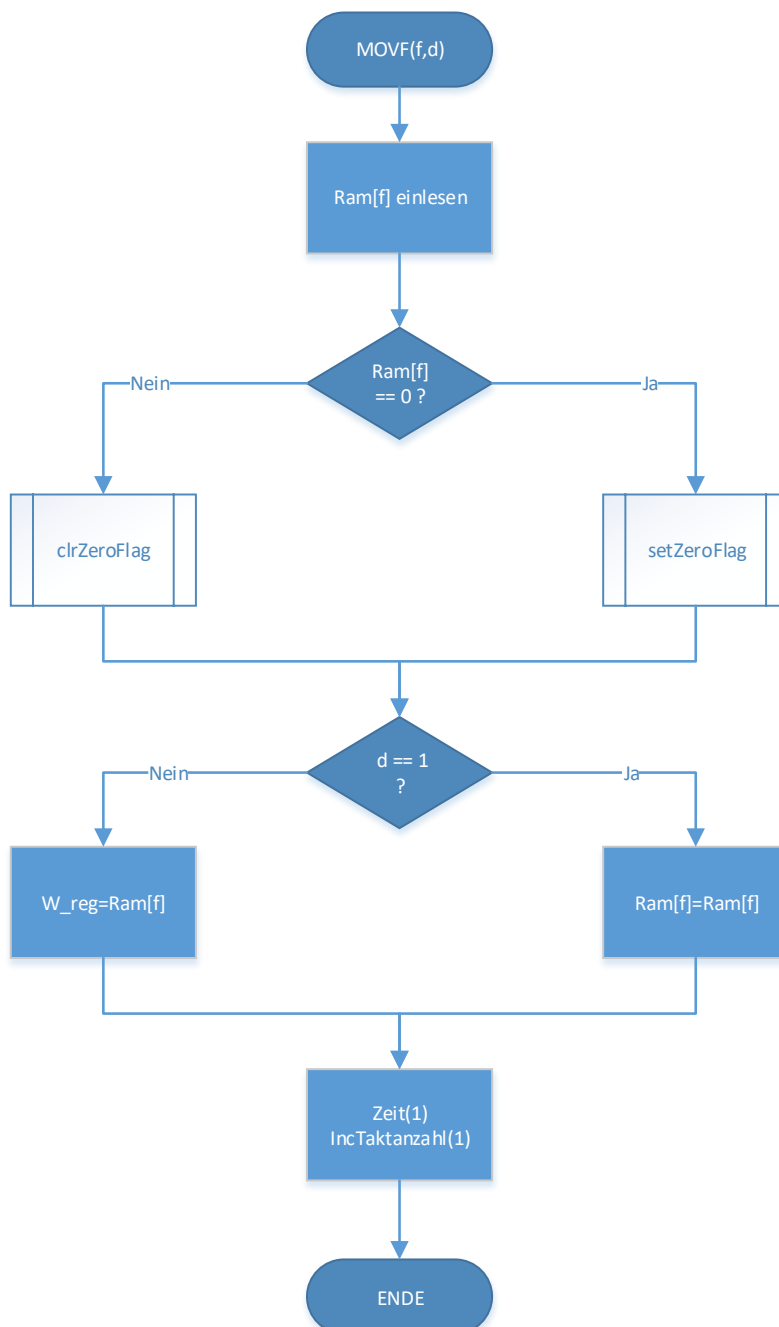 MOVF(f,d)
Ram[f] einlesen
Ram[f]
== 0 ?
Nein
Ja
clrZeroFlag
setZeroFlag
d == 1
?
Nein
Ja
W_reg=Ram[f]
Ram[f]=Ram[f]
Zeit(1)
IncTaktanzahl(1)
ENDE